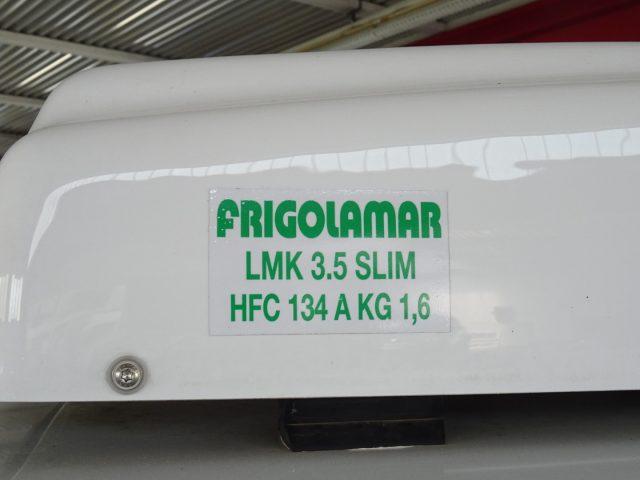 FRIGOLAMAR
LMK 3.5 SLIM
HFC 134 A KG 1,6